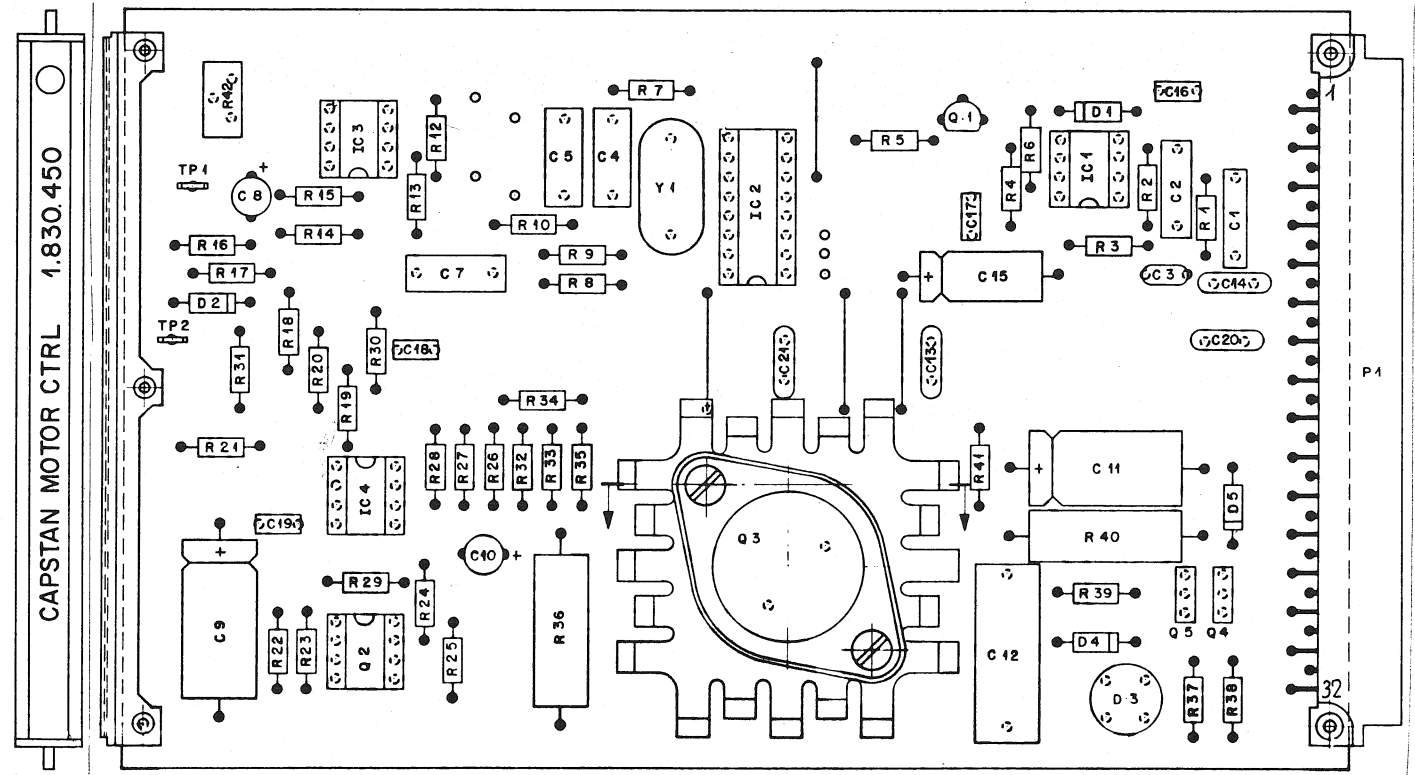 CAPSTAN MOTOR CTRL 1.830.450
R42
TP1
C8
+
R15
R14
R16
R17
D2
TP2
R31
R18
R20
R19
R30
C18
R21
IC3
R12
R13
C7
R10
R9
R8
C5
C4
R7
Y1
IC2
R5
Q1
R6
R4
C17
D1
IC1
C16
R2
C2
R1
C1
R3
C3
C14
+
C15
C20
C21
C13
1
P1
32
R34
R28
R27
R26
R32
R33
R35
IC4
C19
+
C9
R29
R24
R25
R22
R23
Q2
C10
+
R36
Q3
R41
+
C11
R40
D5
R39
D4
C12
D3
Q5
Q4
R37
R38